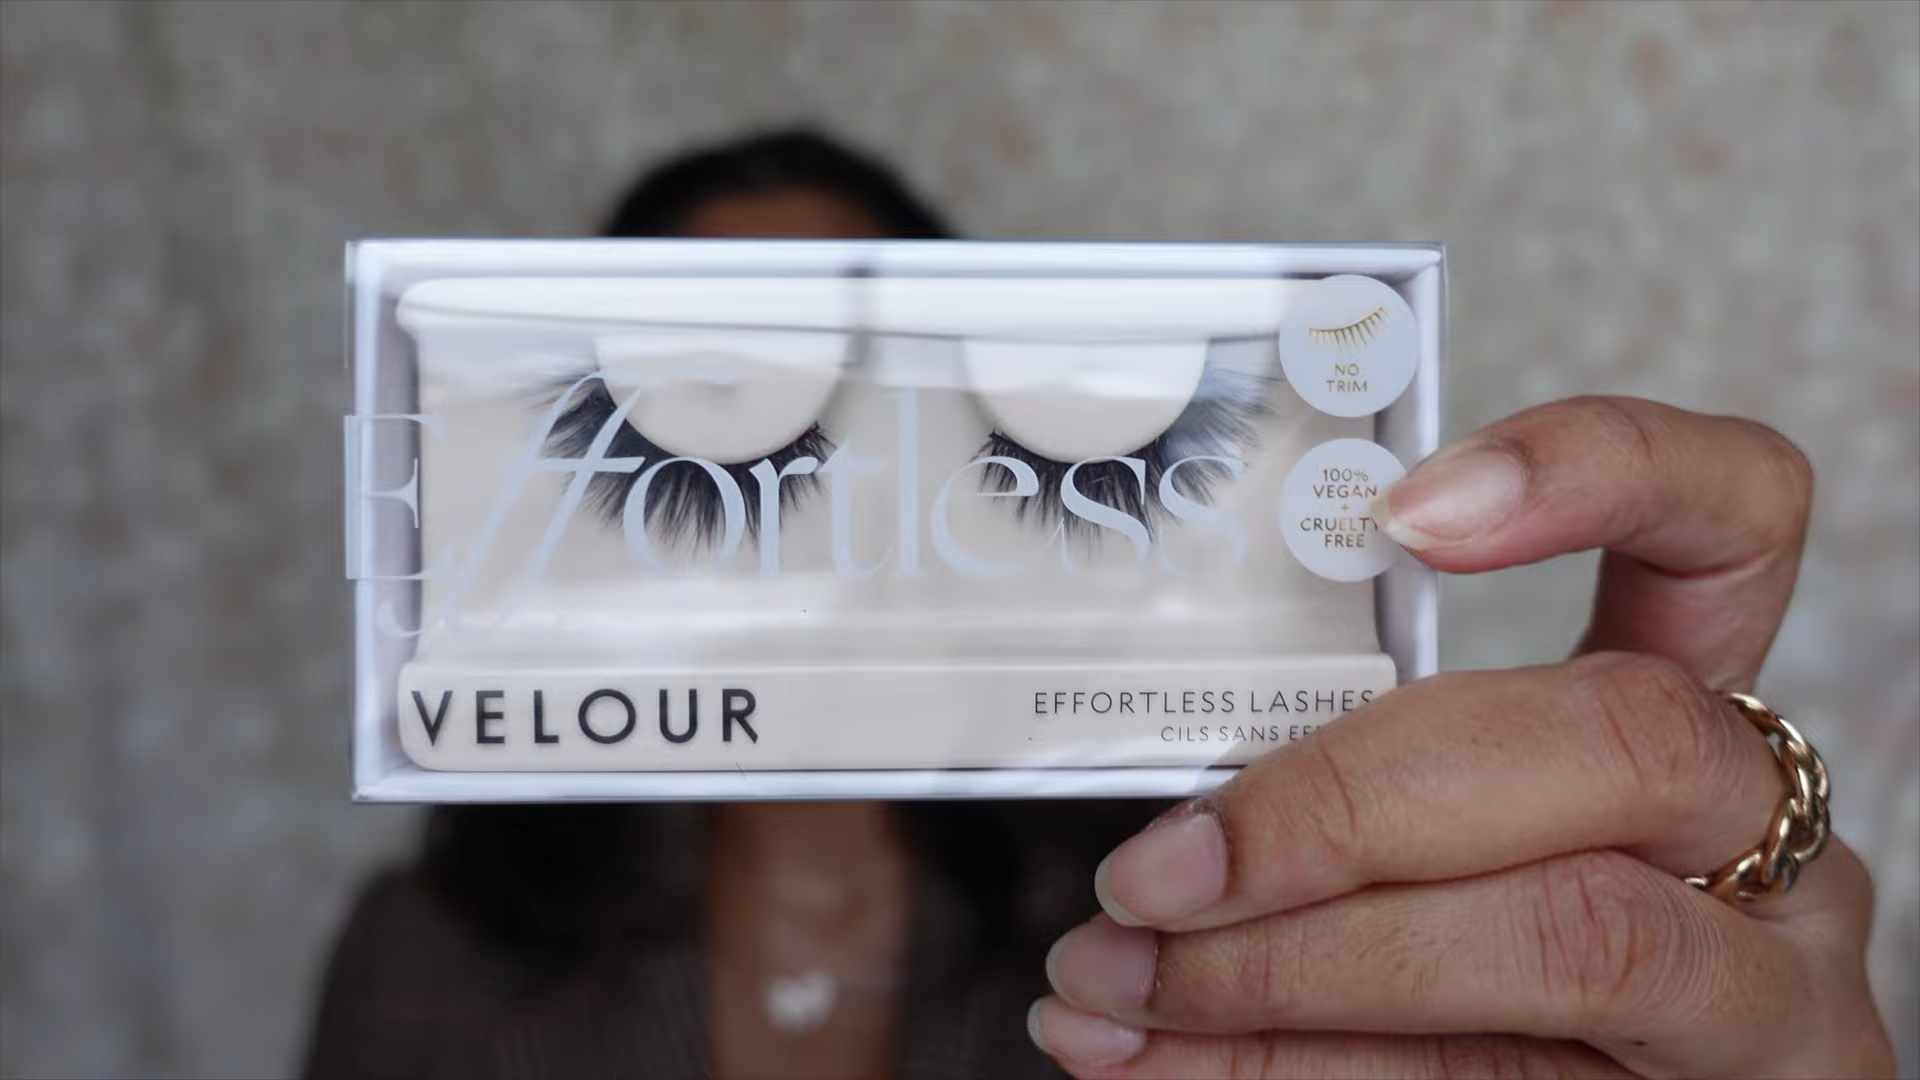 NO
TRIM
Effortless
100%
VEGAN
+
CRUELTY
FREE
VELOUR
EFFORTLESS LASHES
CILS SANS